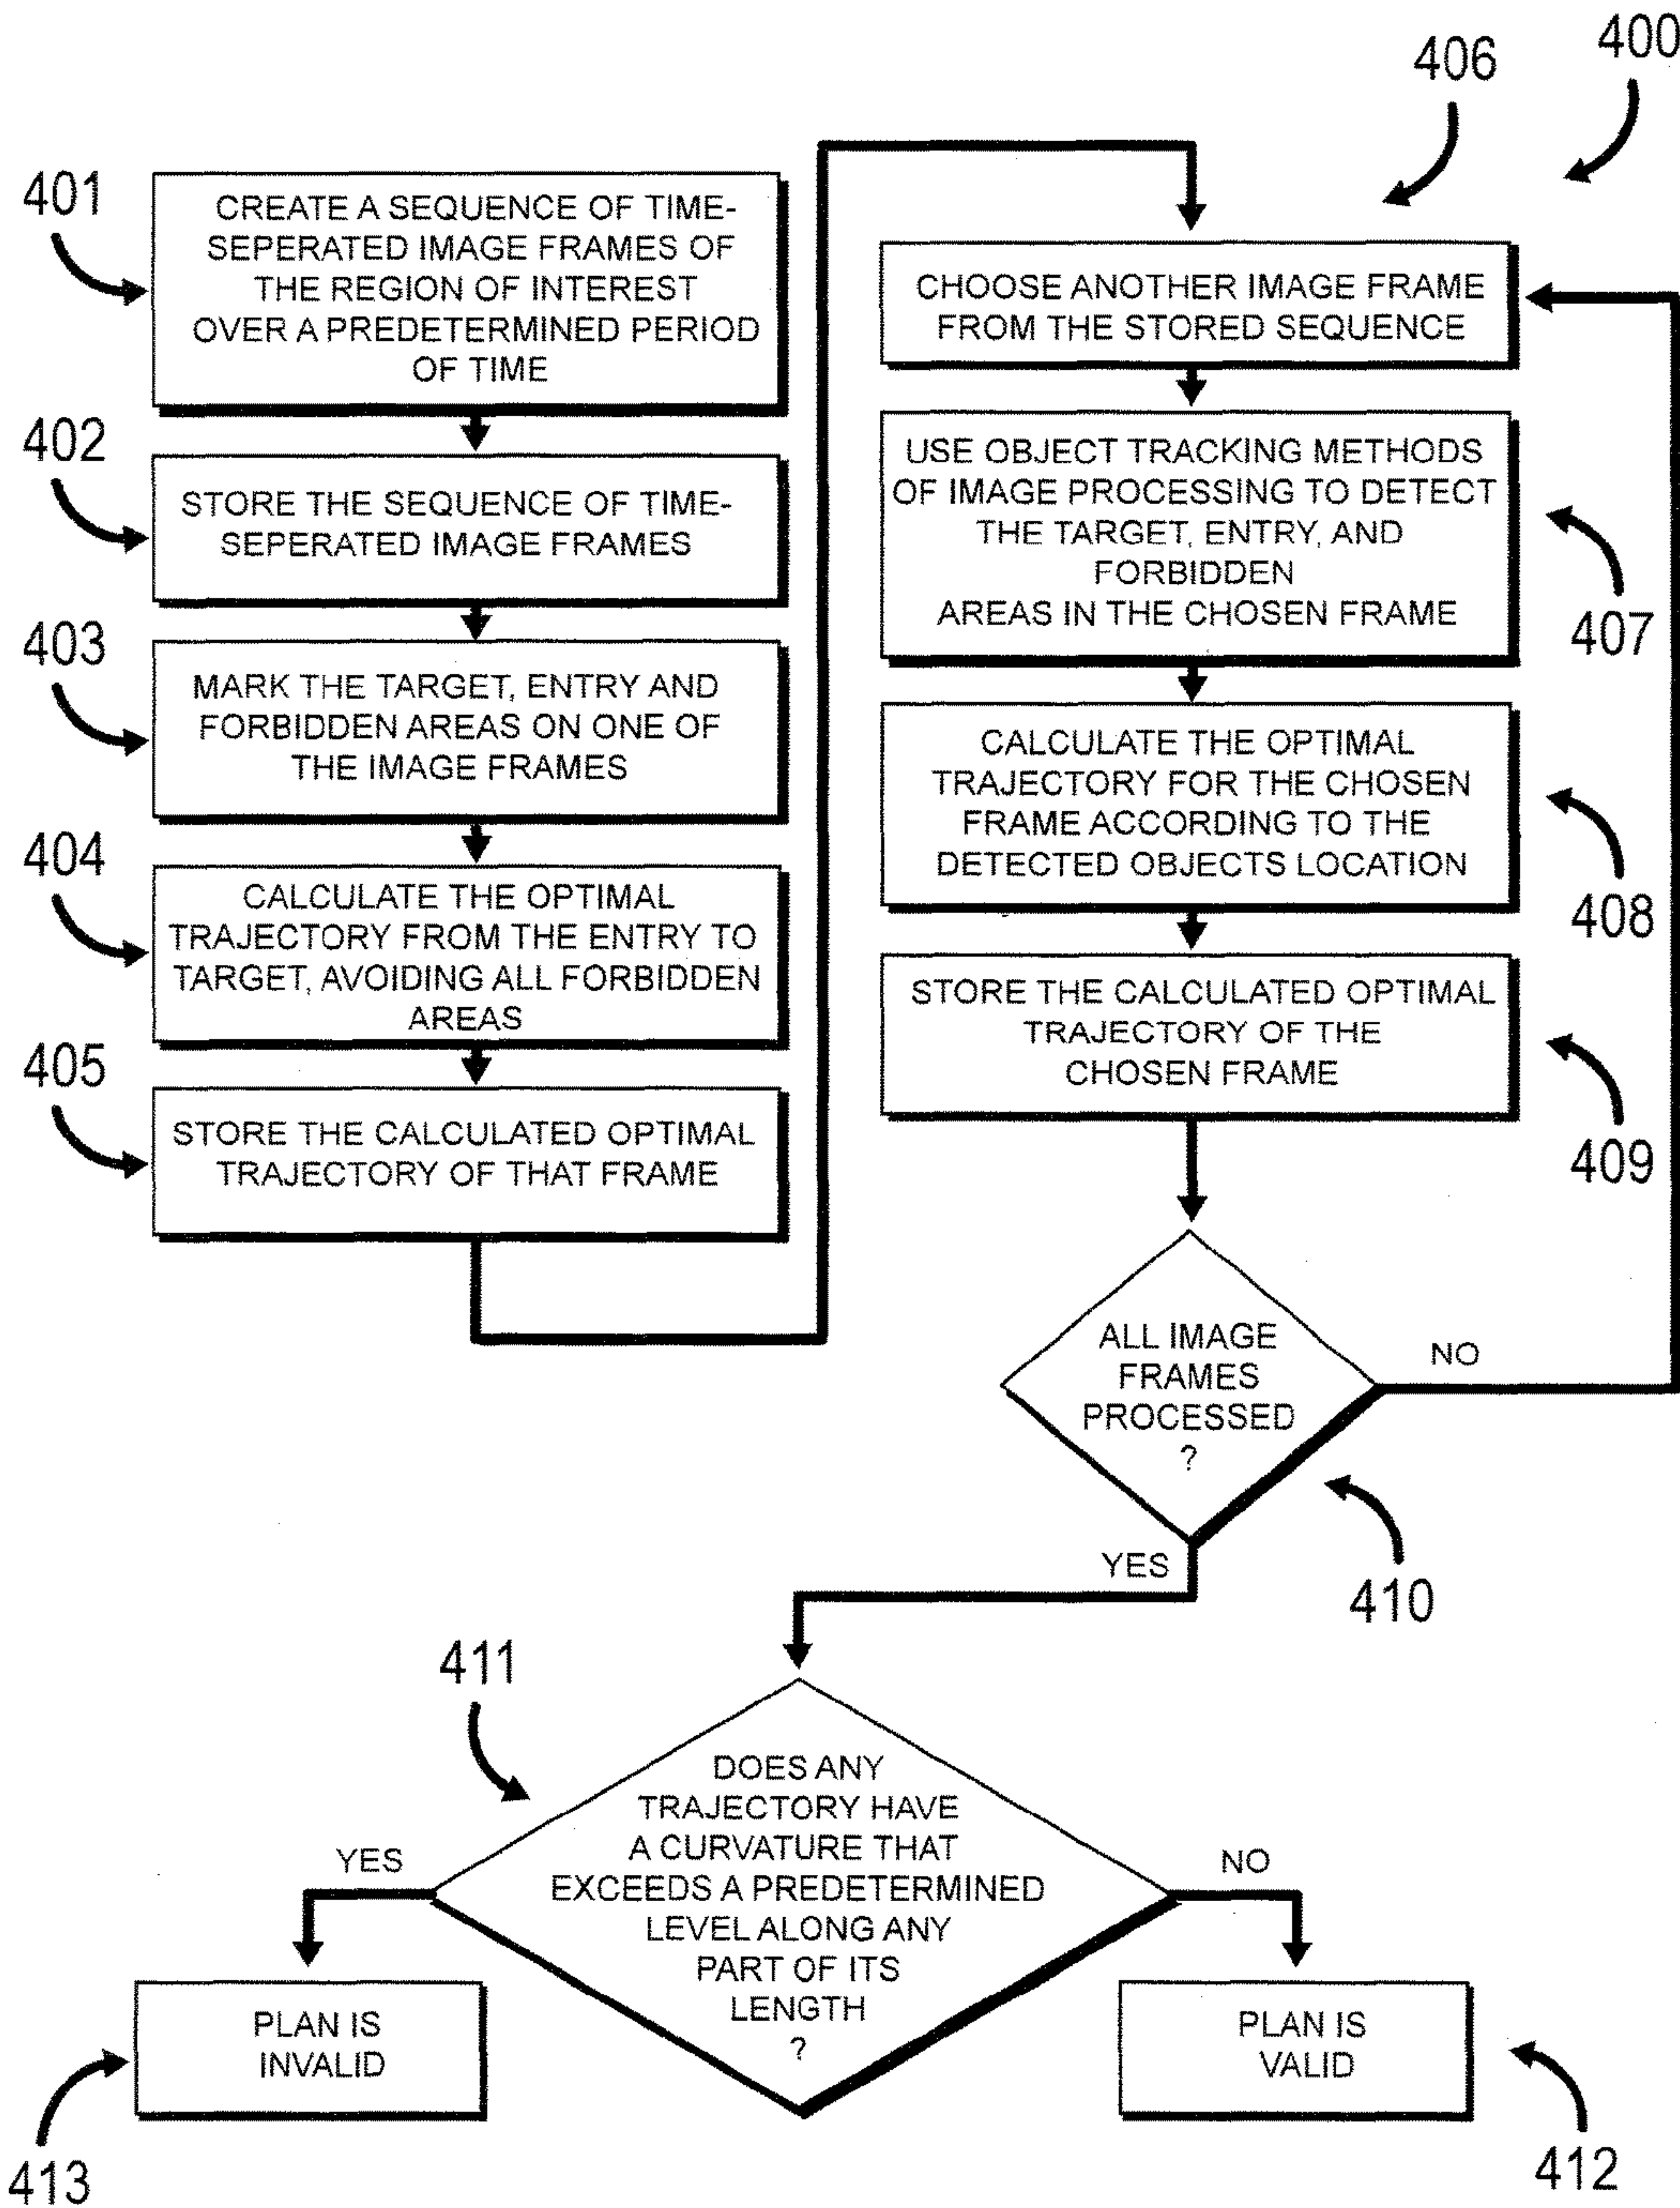 400
406
401
CREATE A SEQUENCE OF TIME-
SEPERATED IMAGE FRAMES OF
THE REGION OF INTEREST
OVER A PREDETERMINED PERIOD
OF TIME
402
STORE THE SEQUENCE OF TIME-
SEPERATED IMAGE FRAMES
403
MARK THE TARGET, ENTRY AND
FORBIDDEN AREAS ON ONE OF
THE IMAGE FRAMES
404
CALCULATE THE OPTIMAL
TRAJECTORY FROM THE ENTRY TO
TARGET, AVOIDING ALL FORBIDDEN
AREAS
405
STORE THE CALCULATED OPTIMAL
TRAJECTORY OF THAT FRAME
CHOOSE ANOTHER IMAGE FRAME
FROM THE STORED SEQUENCE
USE OBJECT TRACKING METHODS
OF IMAGE PROCESSING TO DETECT
THE TARGET, ENTRY, AND
FORBIDDEN
AREAS IN THE CHOSEN FRAME
407
CALCULATE THE OPTIMAL
TRAJECTORY FOR THE CHOSEN
FRAME ACCORDING TO THE
DETECTED OBJECTS LOCATION
408
STORE THE CALCULATED OPTIMAL
TRAJECTORY OF THE
CHOSEN FRAME
409
ALL IMAGE
FRAMES
PROCESSED
?
NO
YES
410
411
DOES ANY
TRAJECTORY HAVE
A CURVATURE THAT
EXCEEDS A PREDETERMINED
LEVEL ALONG ANY
PART OF ITS
LENGTH
?
YES
NO
PLAN IS
INVALID
413
PLAN IS
VALID
412